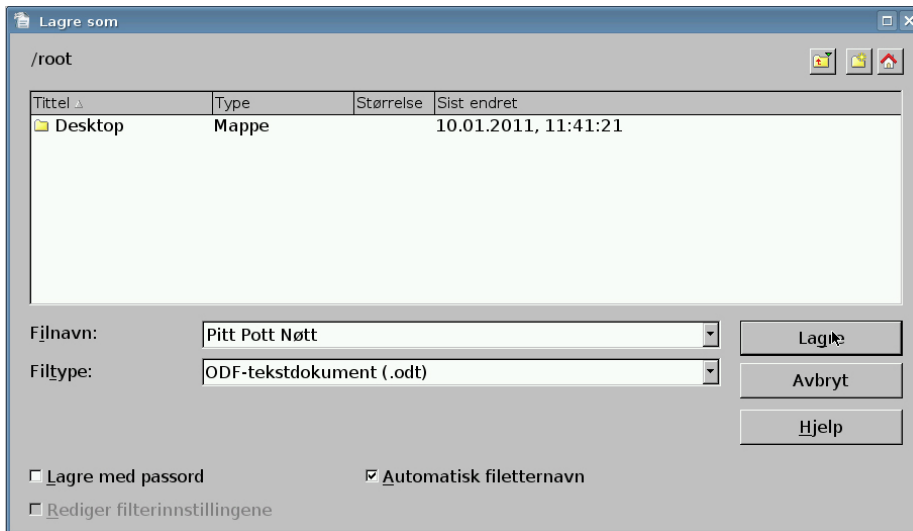 Lagre som
/root
Tittel Type Størrelse Sist endret
Desktop Mappe 10.01.2011, 11:41:21
Filnavn: Pitt Pott Nøtt Lagre
Filtype: ODF-tekstdokument (.odt) Avbryt
Hjelp
Lagre med passord Automatisk filetternavn
Rediger filterinnstillingene